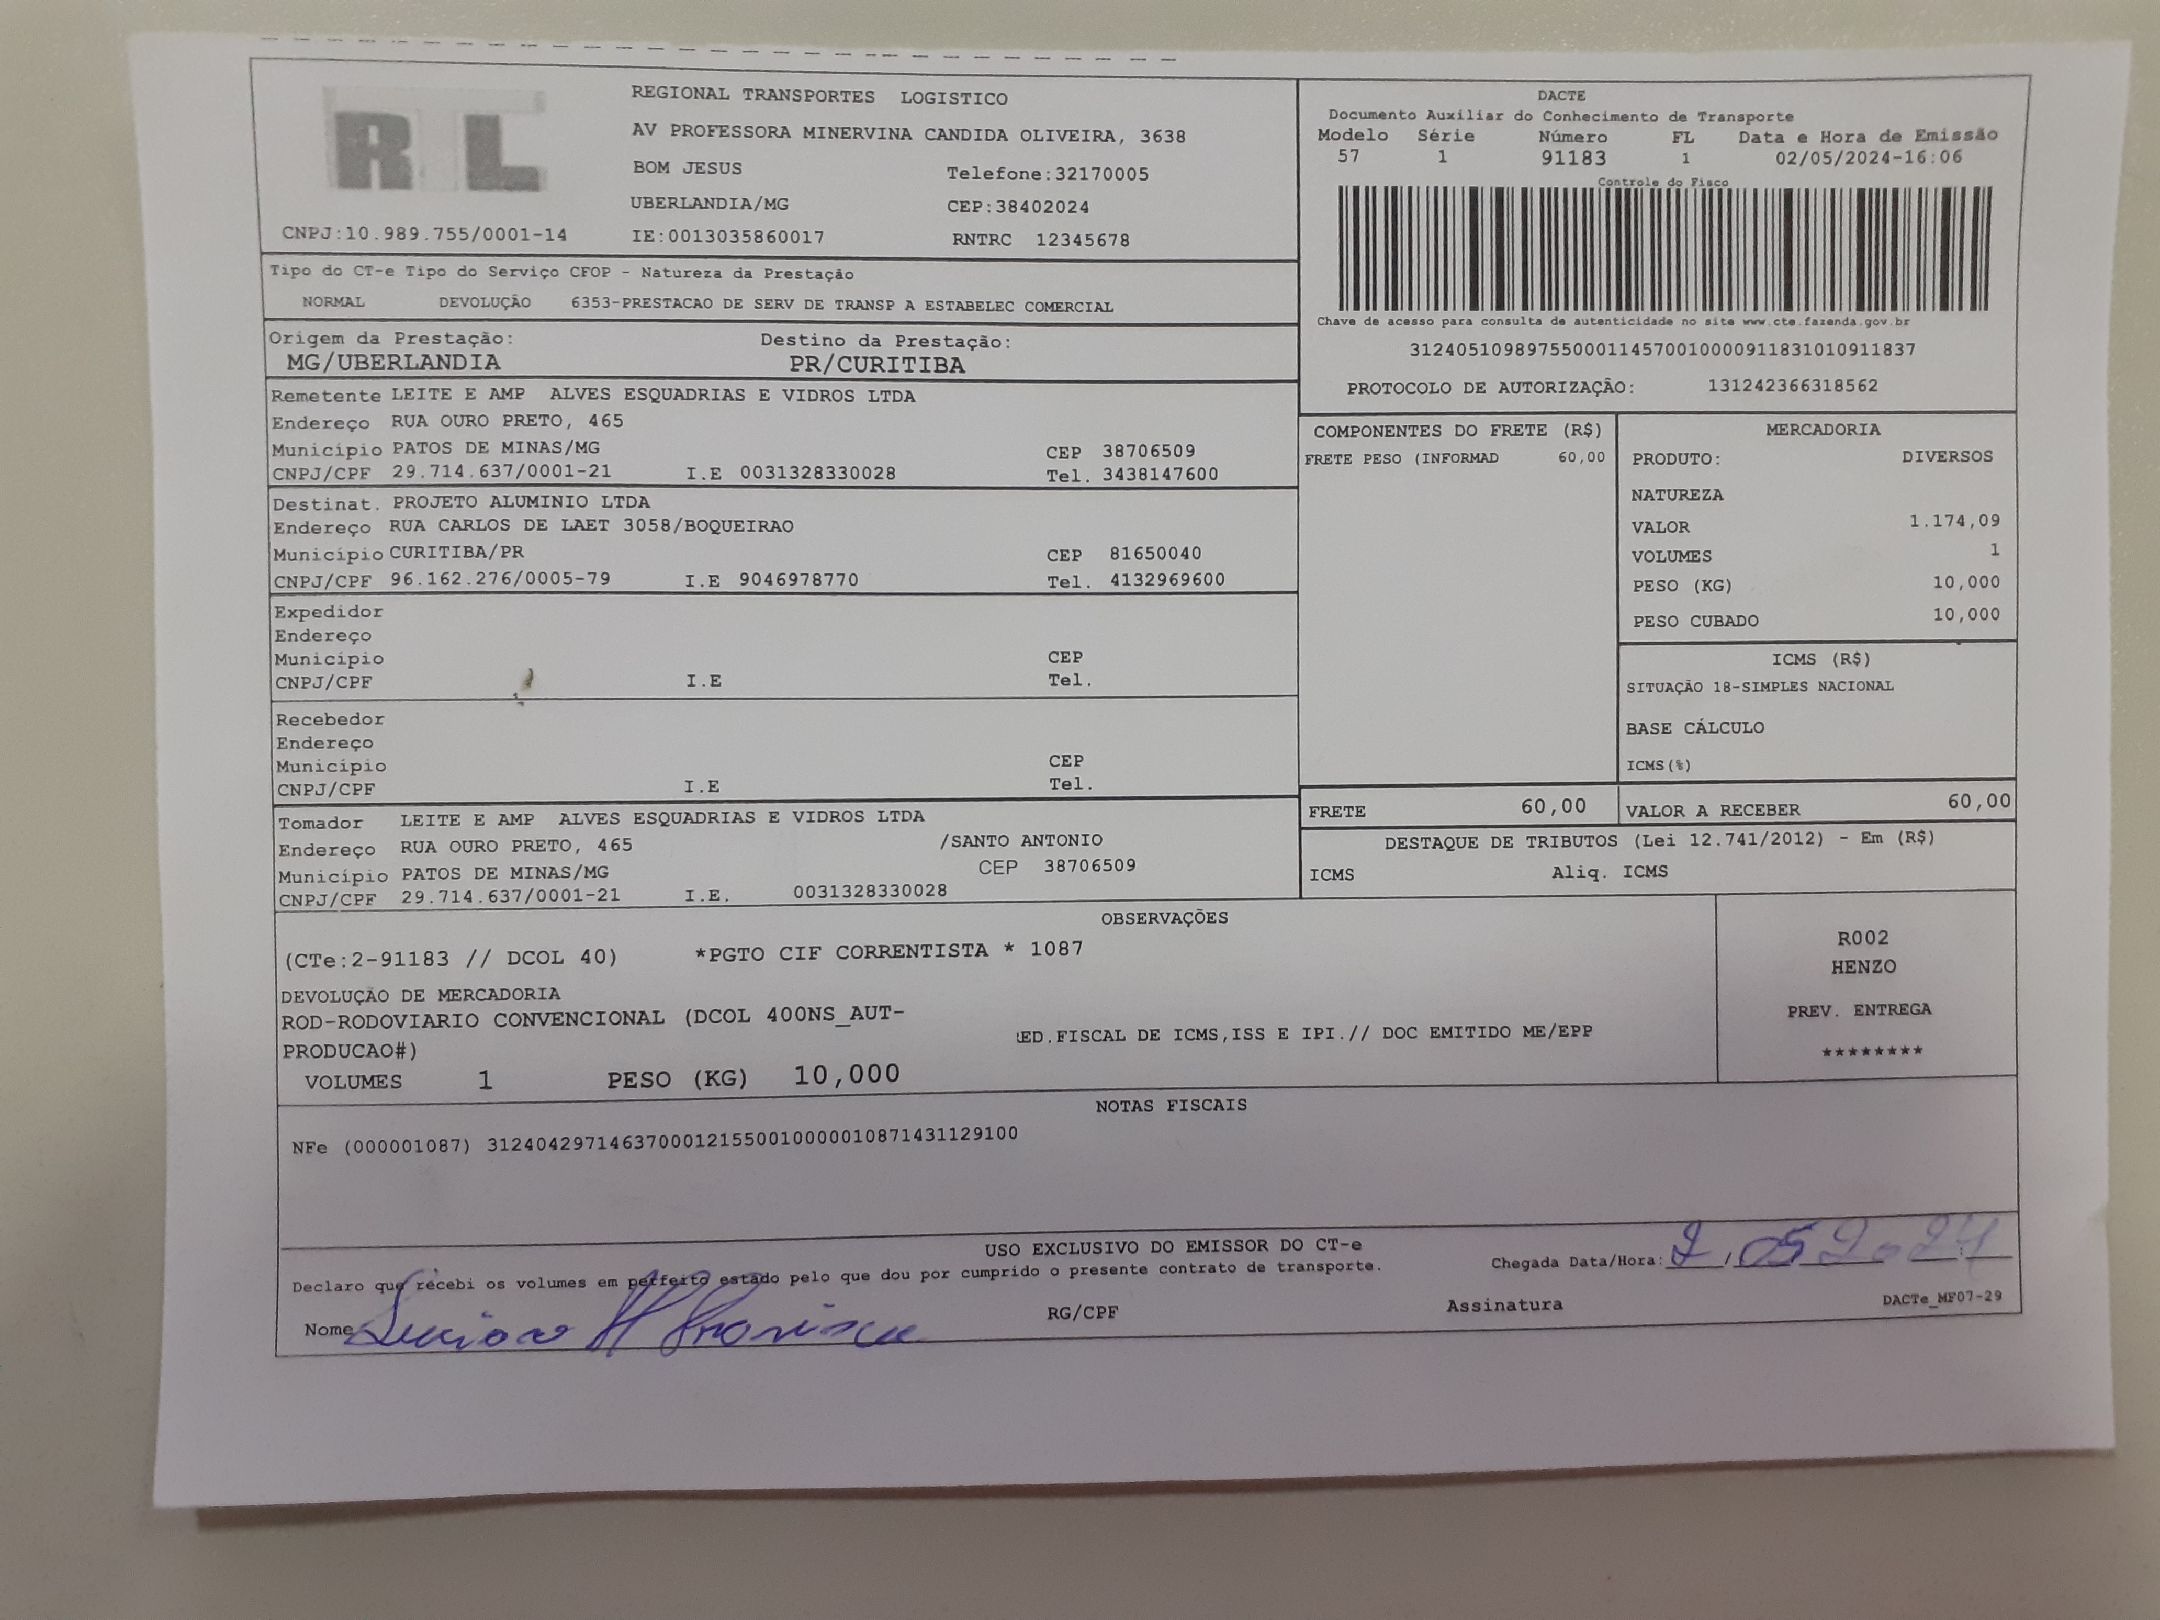 RL
REGIONAL TRANSPORTES LOGISTICO
AV PROFESSORA MINERVINA CANDIDA OLIVEIRA, 3638
BOM JESUS Telefone:32170005
UBERLANDIA/MG CEP:38402024
CNPJ:10.989.755/0001-14 IE:0013035860017 RNTRC 12345678
DACTE
Documento Auxiliar do Conhecimento de Transporte
Modelo Série Número FL Data e Hora de Emissão
57 1 91183 1 02/05/2024-16:06
Controle do Fisco
Chave de acesso para consulta de autenticidade no site www.cte.fazenda.gov.br
31240510989755000114570010000911831010911837
PROTOCOLO DE AUTORIZAÇÃO: 131242366318562
Tipo do CT-e Tipo do Serviço CFOP - Natureza da Prestação
NORMAL DEVOLUÇÃO 6353-PRESTACAO DE SERV DE TRANSP A ESTABELEC COMERCIAL
Origem da Prestação: Destino da Prestação:
MG/UBERLANDIA PR/CURITIBA
Remetente LEITE E AMP ALVES ESQUADRIAS E VIDROS LTDA
Endereço RUA OURO PRETO, 465
Município PATOS DE MINAS/MG CEP 38706509
CNPJ/CPF 29.714.637/0001-21 I.E 0031328330028 Tel. 3438147600
Destinat. PROJETO ALUMINIO LTDA
Endereço RUA CARLOS DE LAET 3058/BOQUEIRAO
Município CURITIBA/PR CEP 81650040
CNPJ/CPF 96.162.276/0005-79 I.E 9046978770 Tel. 4132969600
Expedidor
Endereço
Município CEP
CNPJ/CPF I.E Tel.
Recebedor
Endereço
Município CEP
CNPJ/CPF I.E Tel.
Tomador LEITE E AMP ALVES ESQUADRIAS E VIDROS LTDA
Endereço RUA OURO PRETO, 465 /SANTO ANTONIO
Município PATOS DE MINAS/MG CEP 38706509
CNPJ/CPF 29.714.637/0001-21 I.E. 0031328330028
COMPONENTES DO FRETE (R$)
FRETE PESO (INFORMAD 60,00
MERCADORIA
PRODUTO: DIVERSOS
NATUREZA
VALOR 1.174,09
VOLUMES 1
PESO (KG) 10,000
PESO CUBADO 10,000
ICMS (R$)
SITUAÇÃO 18-SIMPLES NACIONAL
BASE CÁLCULO
ICMS(%)
FRETE 60,00 VALOR A RECEBER 60,00
DESTAQUE DE TRIBUTOS (Lei 12.741/2012) - Em (R$)
ICMS Aliq. ICMS
OBSERVAÇÕES
(CTe:2-91183 // DCOL 40) *PGTO CIF CORRENTISTA * 1087
DEVOLUÇÃO DE MERCADORIA
ROD-RODOVIARIO CONVENCIONAL (DCOL 400NS_AUT-
ED.FISCAL DE ICMS,ISS E IPI.// DOC EMITIDO ME/EPP
PRODUCAO#)
VOLUMES 1 PESO (KG) 10,000
R002
HENZO
PREV. ENTREGA
********
NOTAS FISCAIS
NFe (000001087) 31240429714637000121550010000010871431129100
USO EXCLUSIVO DO EMISSOR DO CT-e
Declaro que recebi os volumes em perfeito estado pelo que dou por cumprido o presente contrato de transporte.
Chegada Data/Hora: 2/05 2024
Nome RG/CPF Assinatura DACTe_MF07-29